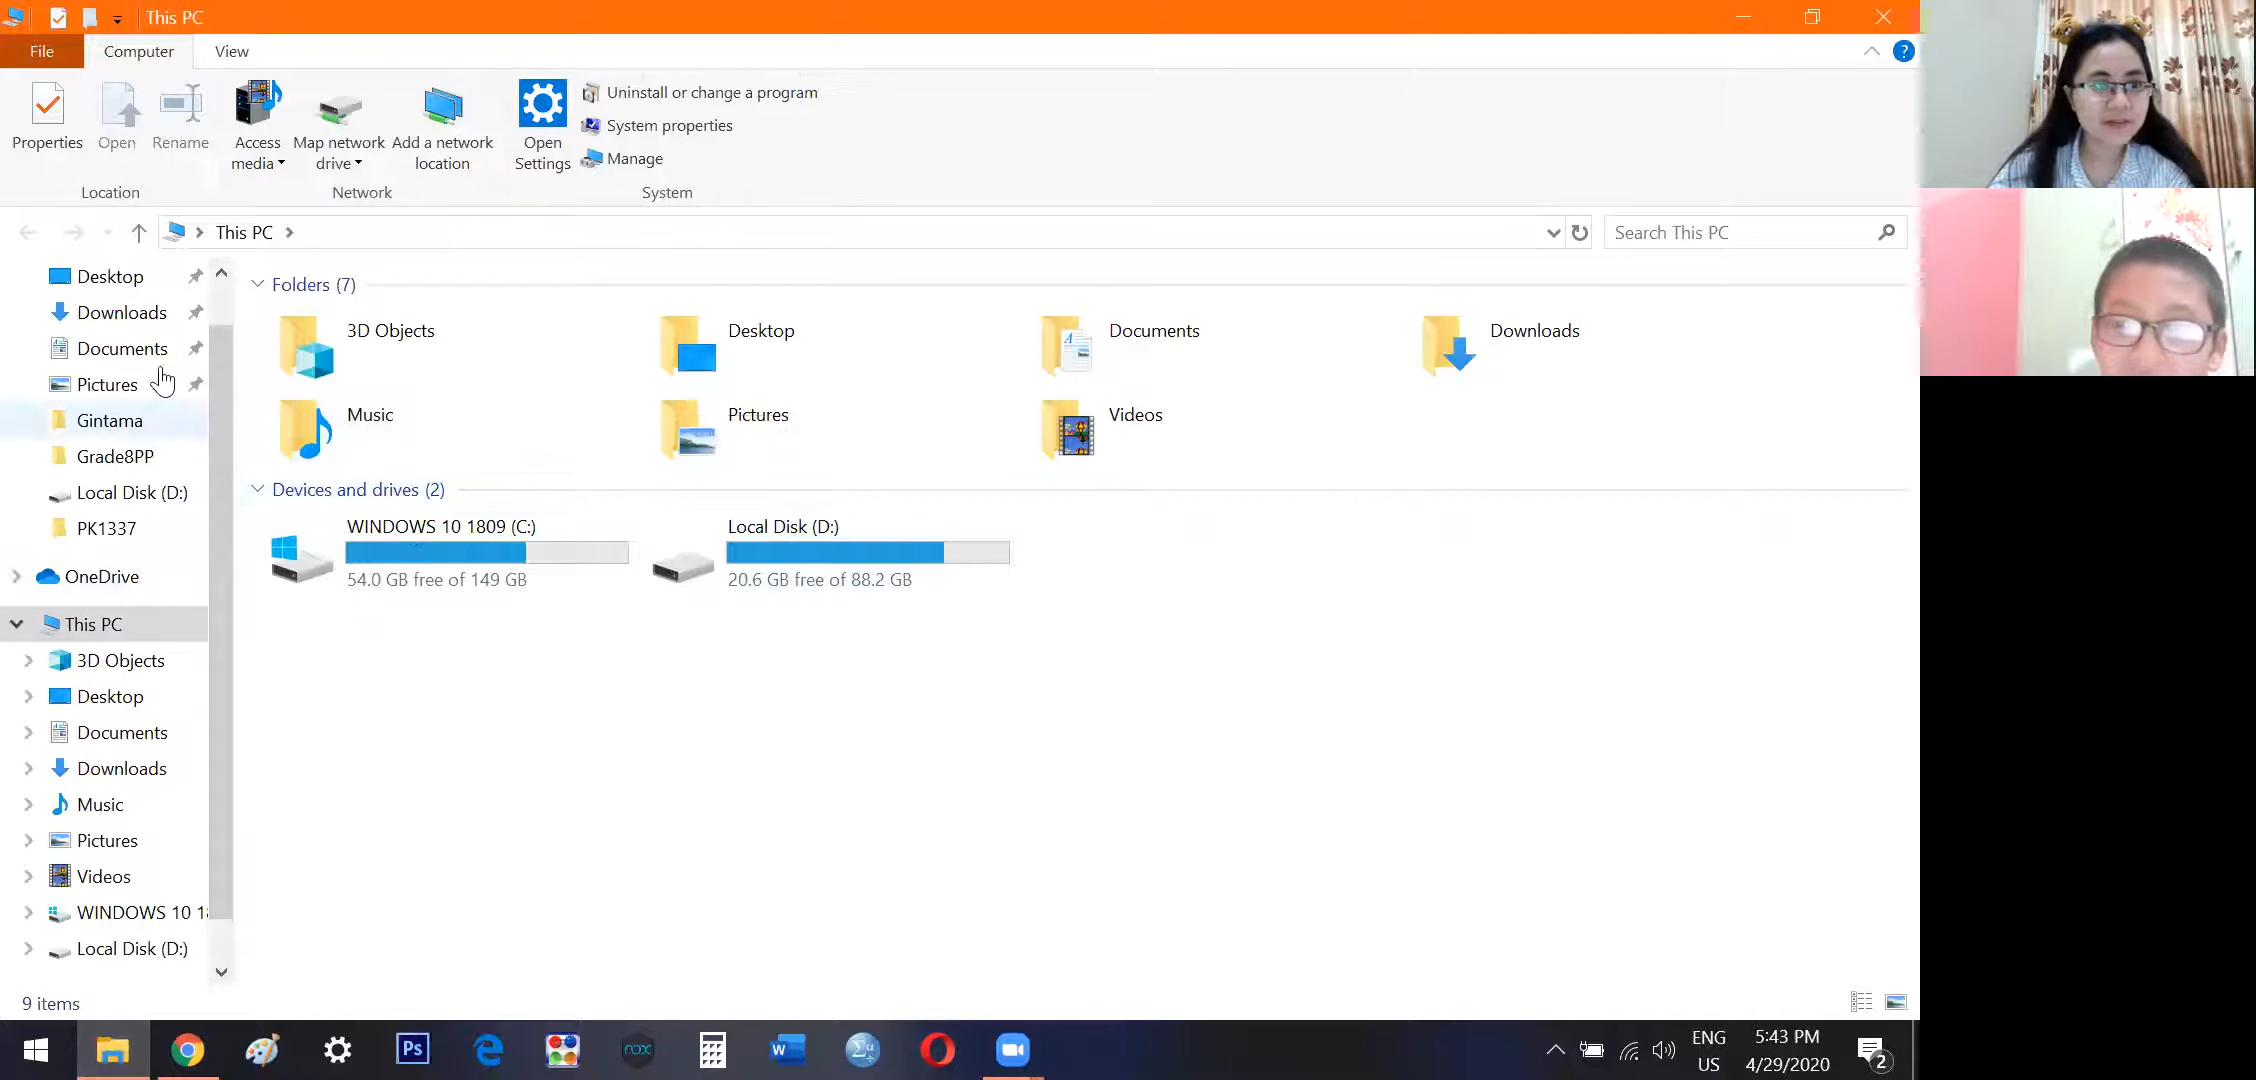 This PC
File Computer View
Properties Open Rename Access media Map network drive Add a network location Open Settings Uninstall or change a program
System properties
Manage
Location Network System
This PC Search This PC
Desktop
Downloads
Documents
Pictures
Gintama
Grade8PP
Local Disk (D:)
PK1337
OneDrive
This PC
3D Objects
Desktop
Documents
Downloads
Music
Pictures
Videos
WINDOWS 10 18
Local Disk (D:)
Folders (7)
3D Objects Desktop Documents Downloads
Music Pictures Videos
Devices and drives (2)
WINDOWS 10 1809 (C:) Local Disk (D:)
54.0 GB free of 149 GB 20.6 GB free of 88.2 GB
9 items
Ps nox W Σα ENG 5:43 PM
US 4/29/2020 2